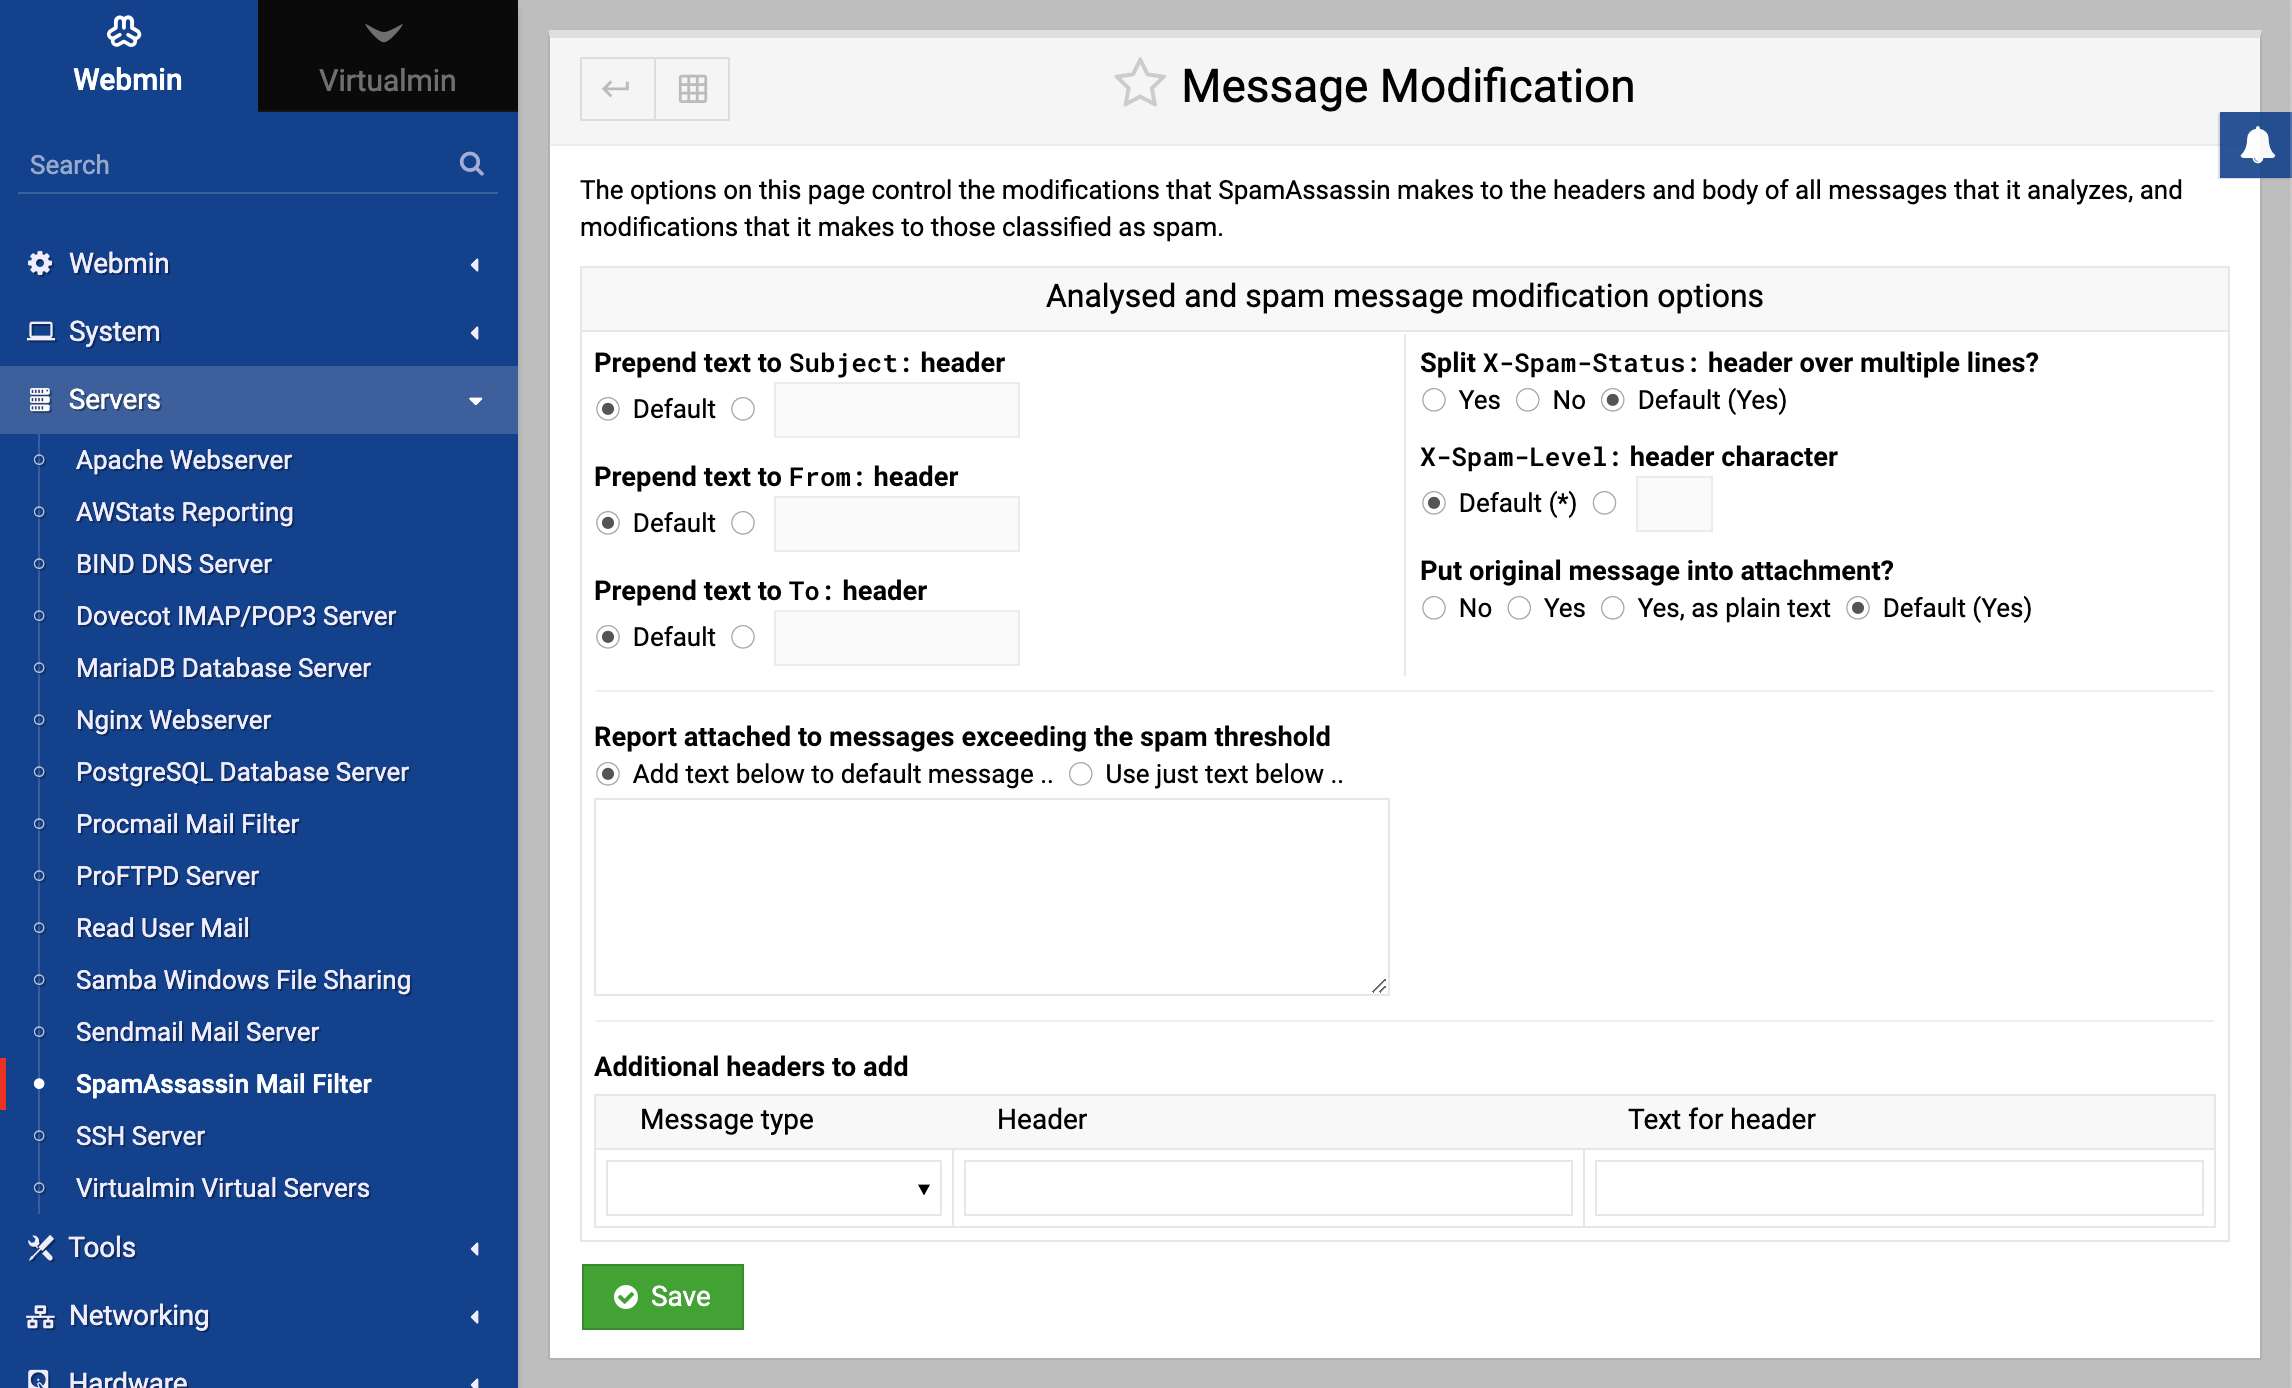 Webmin
Virtualmin
Search
Webmin
System
Servers
Apache Webserver
AWStats Reporting
BIND DNS Server
Dovecot IMAP/POP3 Server
MariaDB Database Server
Nginx Webserver
PostgreSQL Database Server
Procmail Mail Filter
ProFTPD Server
Read User Mail
Samba Windows File Sharing
Sendmail Mail Server
SpamAssassin Mail Filter
SSH Server
Virtualmin Virtual Servers
Tools
Networking
Hardware
Message Modification
The options on this page control the modifications that SpamAssassin makes to the headers and body of all messages that it analyzes, and
modifications that it makes to those classified as spam.
Analysed and spam message modification options
Prepend text to Subject: header
Default
Prepend text to From: header
Default
Prepend text to To: header
Default
Split X-Spam-Status: header over multiple lines?
Yes No Default (Yes)
X-Spam-Level: header character
Default (*)
Put original message into attachment?
No Yes Yes, as plain text Default (Yes)
Report attached to messages exceeding the spam threshold
Add text below to default message .. Use just text below ..
Additional headers to add
Message type Header Text for header
Save